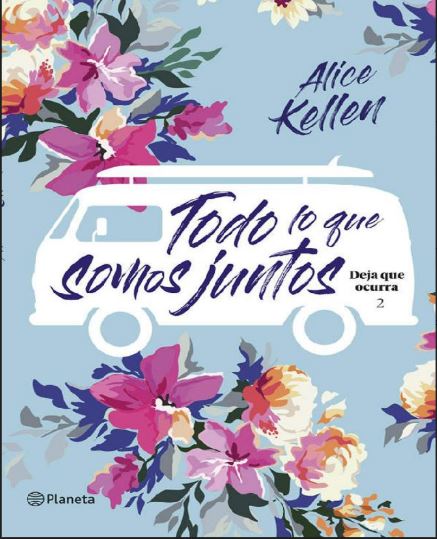 Alice
Kellen
Todo lo que
somos juntos
Deja que
ocurra
2
Planeta